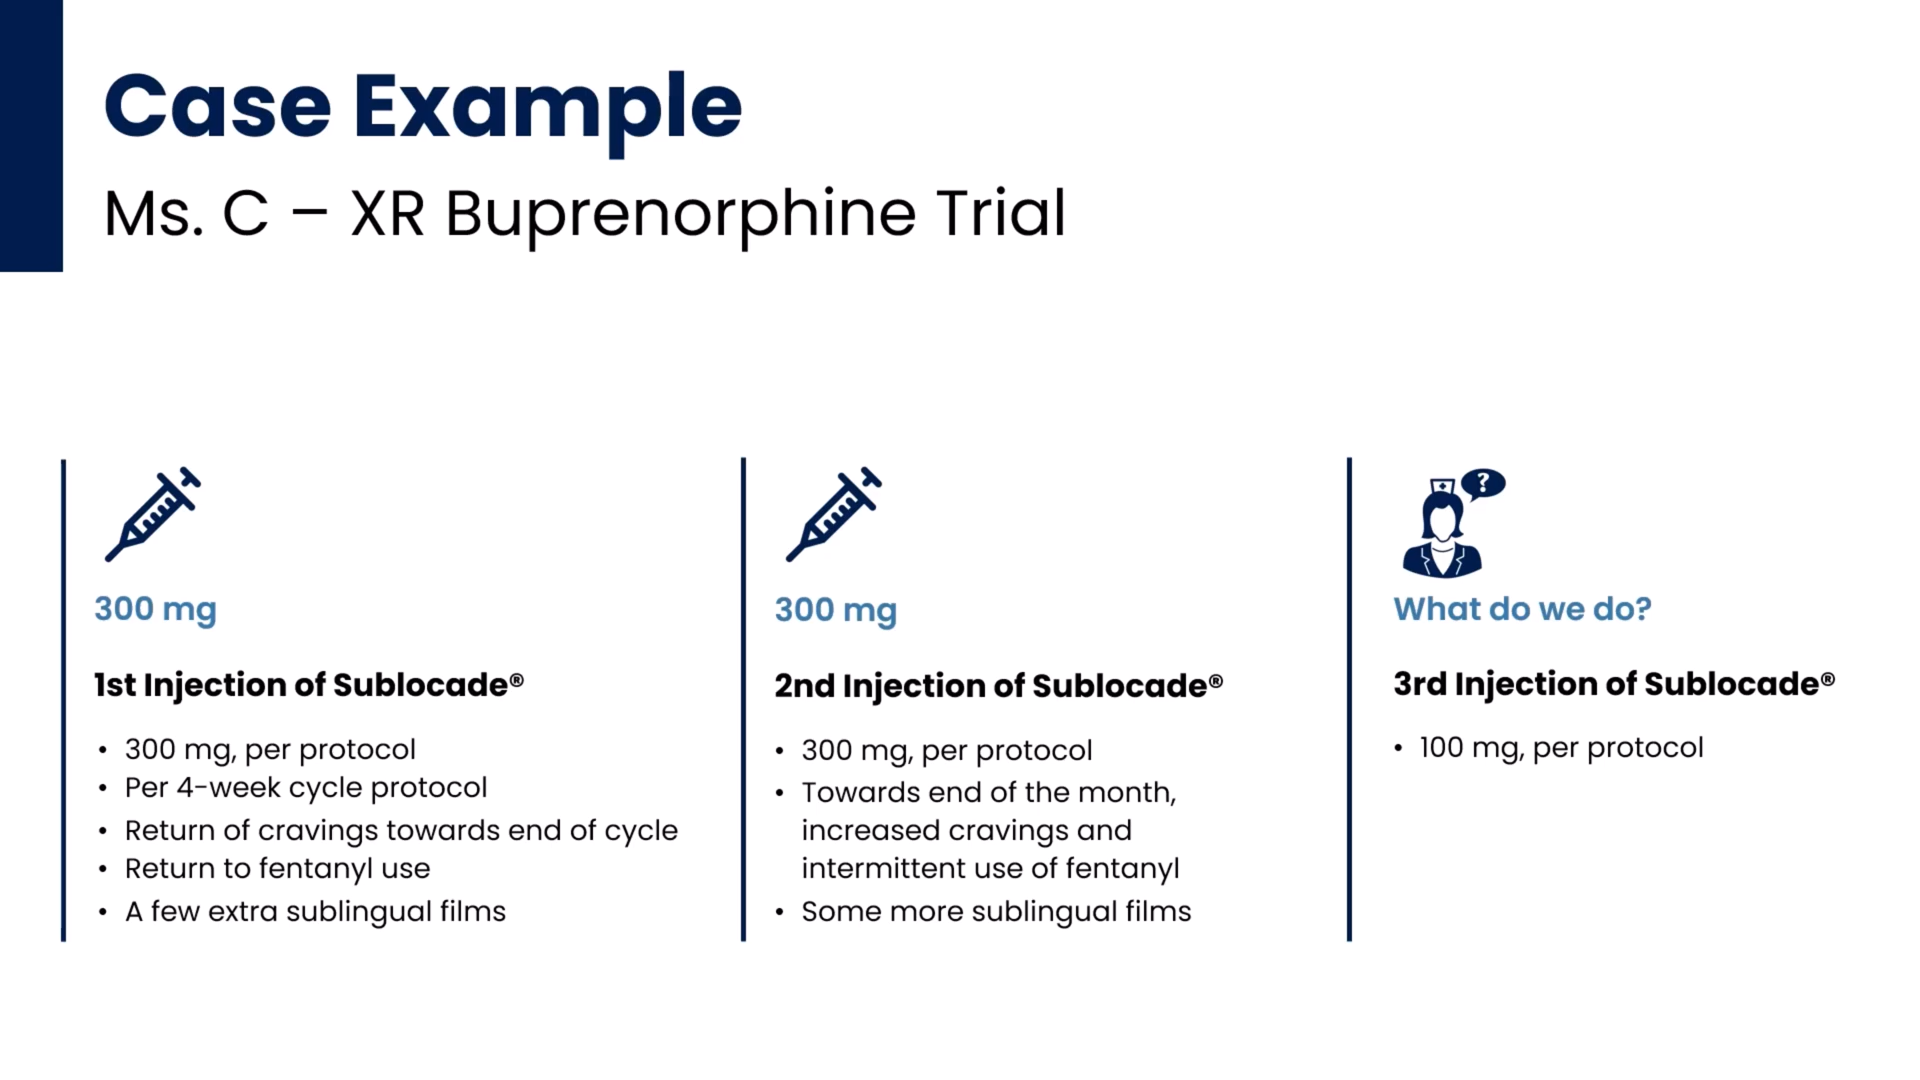 Case Example
Ms. C – XR Buprenorphine Trial
300 mg
1st Injection of Sublocade®
• 300 mg, per protocol
• Per 4-week cycle protocol
• Return of cravings towards end of cycle
• Return to fentanyl use
• A few extra sublingual films
300 mg
2nd Injection of Sublocade®
• 300 mg, per protocol
• Towards end of the month,
increased cravings and
intermittent use of fentanyl
• Some more sublingual films
?
What do we do?
3rd Injection of Sublocade®
• 100 mg, per protocol